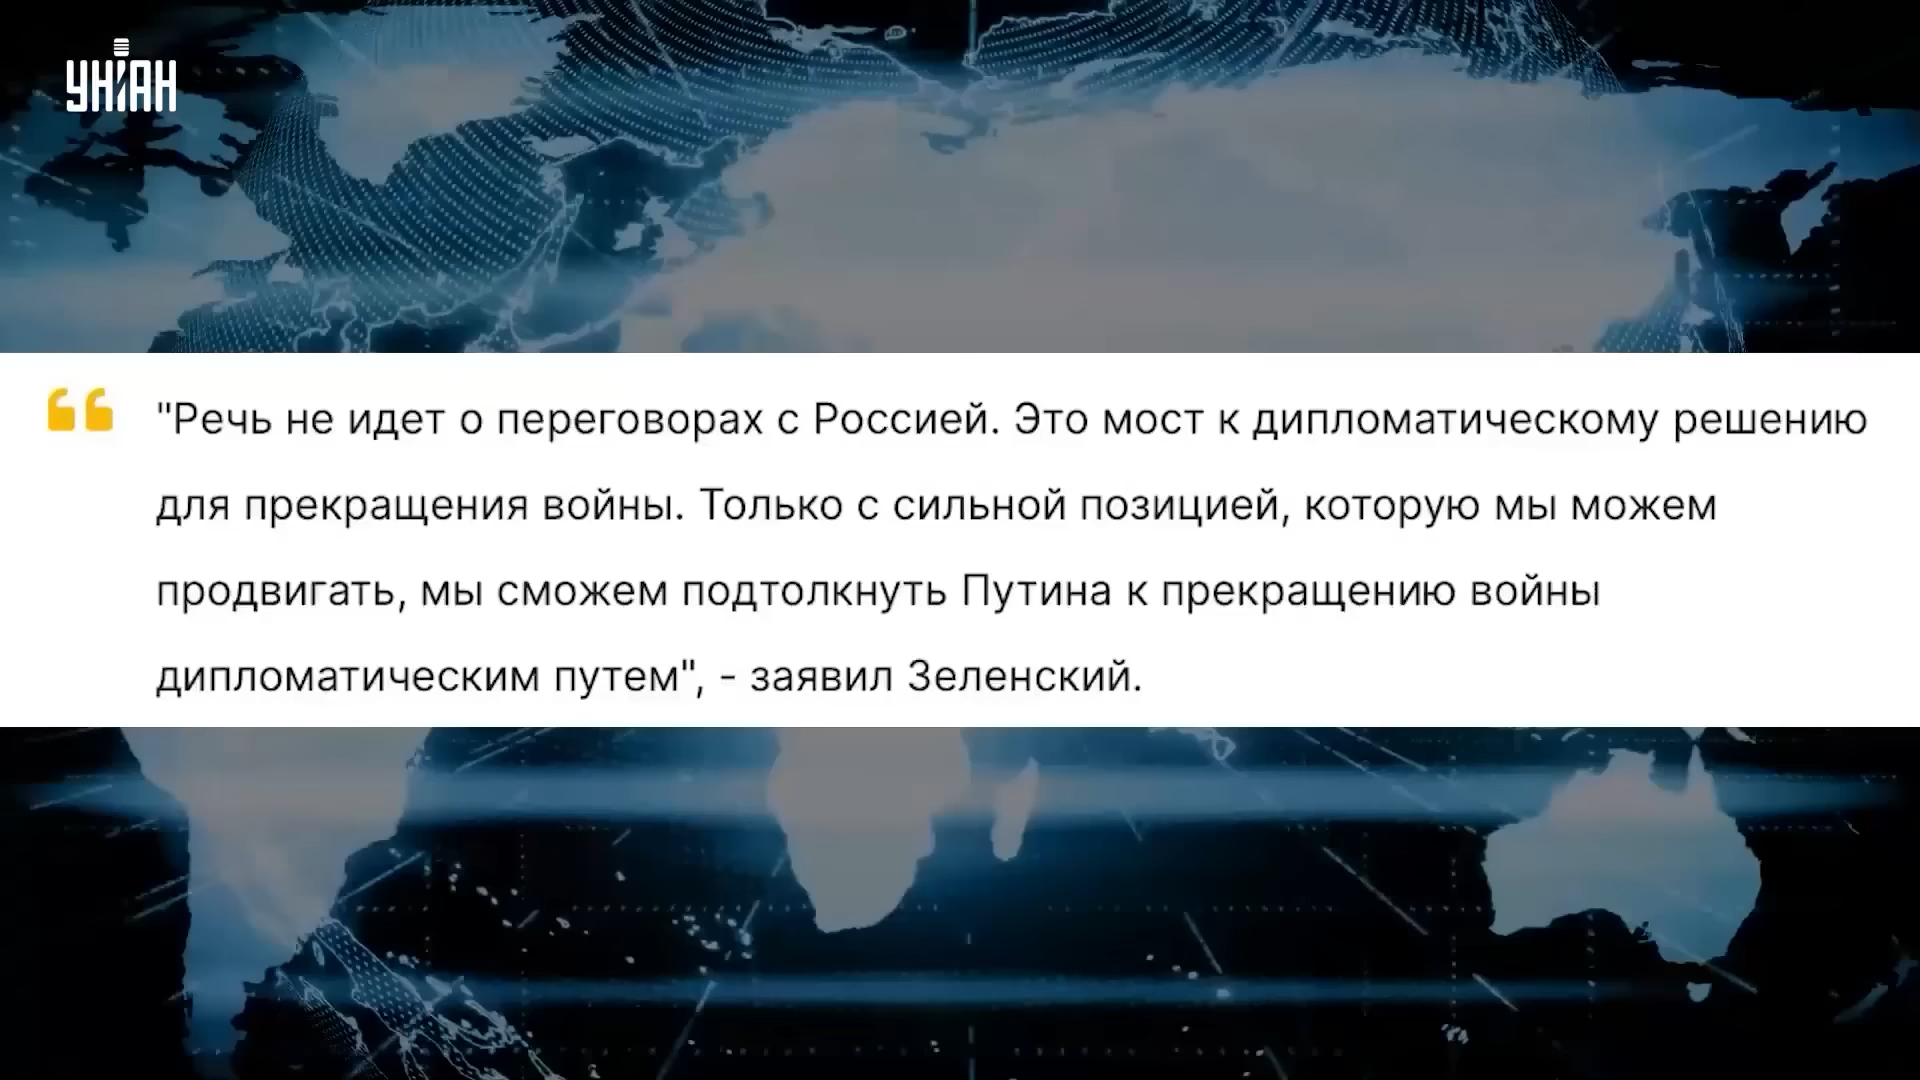 УНІАН
"Речь не идет о переговорах с Россией. Это мост к дипломатическому решению
для прекращения войны. Только с сильной позицией, которую мы можем
продвигать, мы сможем подтолкнуть Путина к прекращению войны
дипломатическим путем", - заявил Зеленский.